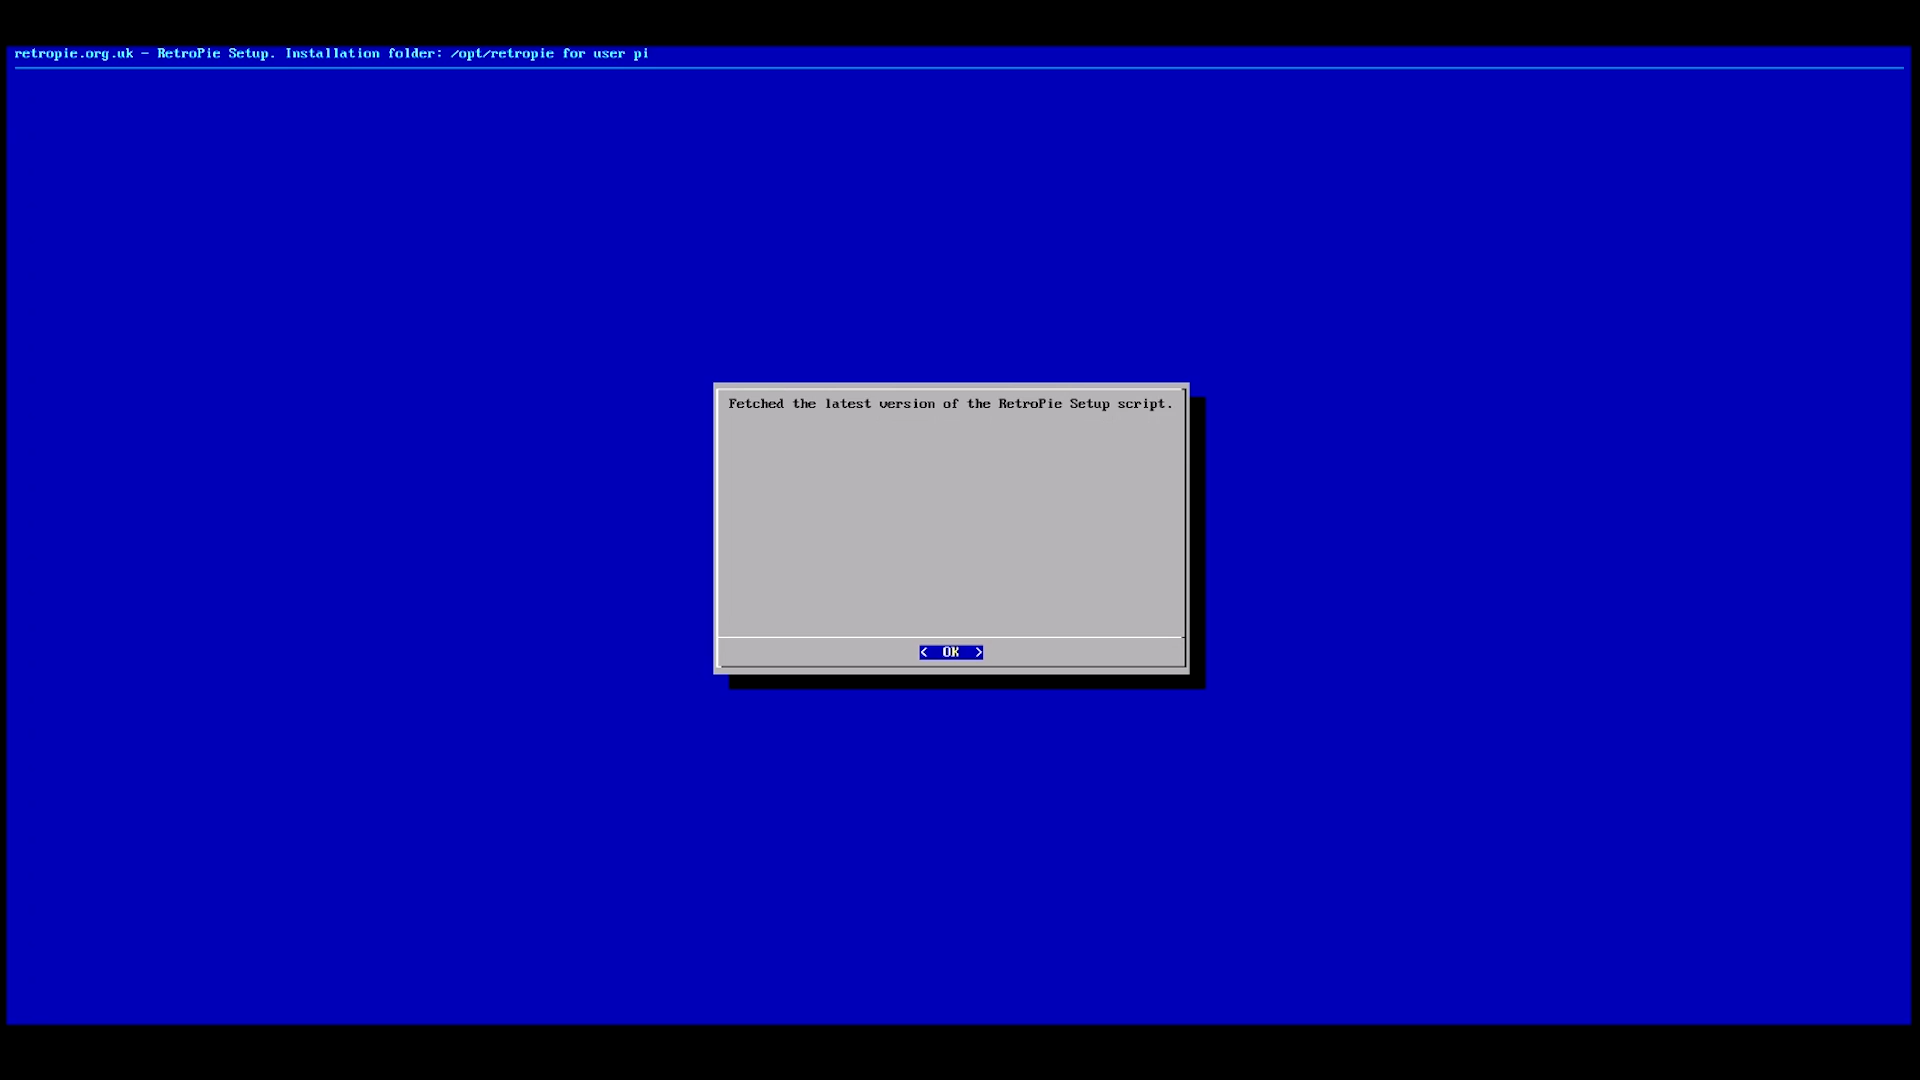 retropie.org.uk - RetroPie Setup. Installation folder: /opt/retropie for user pi
Fetched the latest version of the RetroPie Setup script.
< OK >